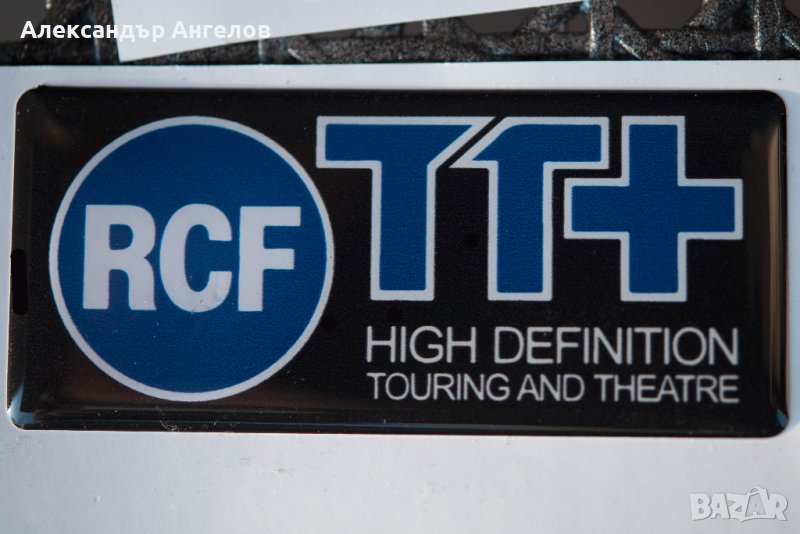 Александър Ангелов
RCF
TT+
HIGH DEFINITION
TOURING AND THEATRE
BAZAR